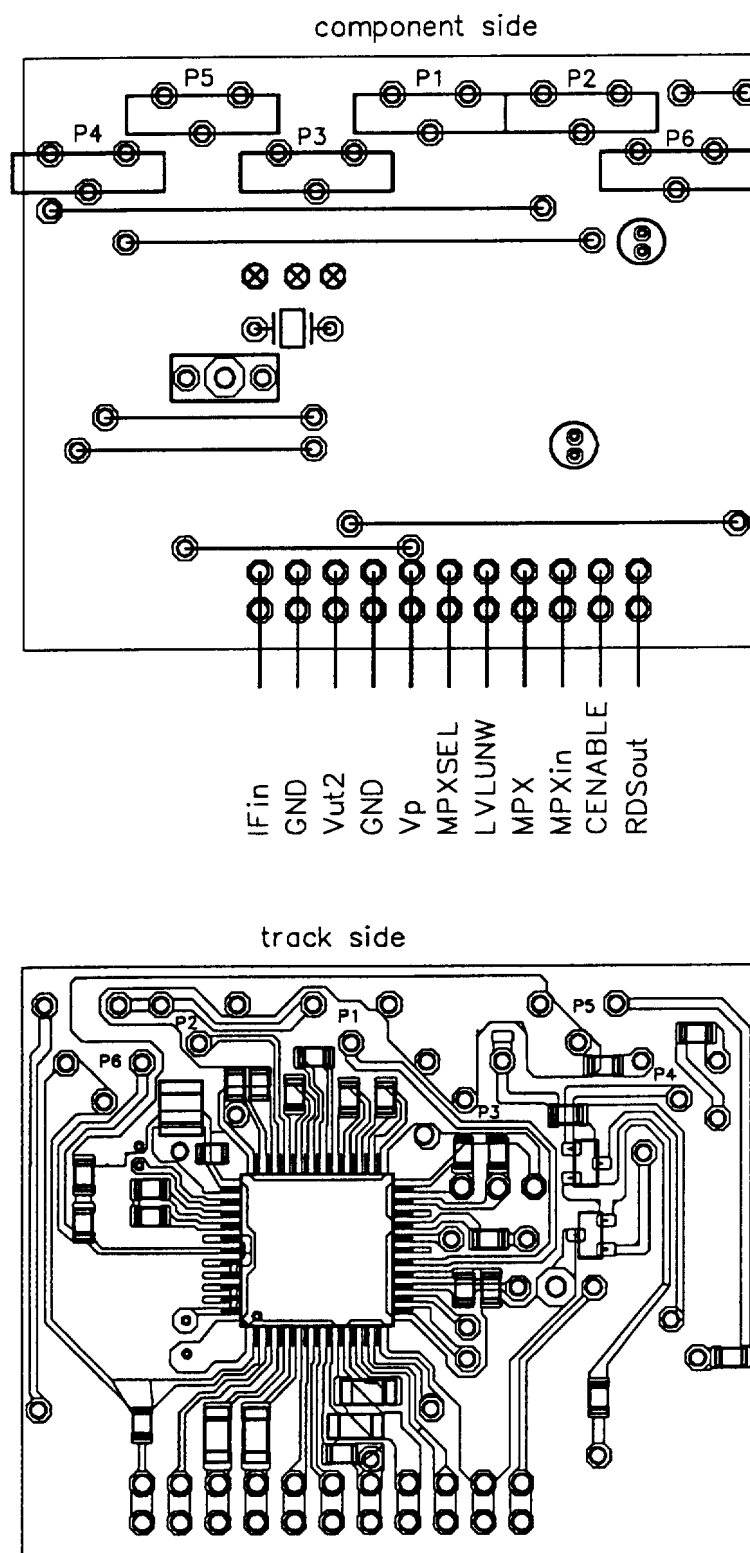 component side
P5
P1
P2
P4
P3
P6
IFin
GND
Vut2
GND
Vp
MPXSEL
LVLUNW
MPX
MPXin
CENABLE
RDSout
track side
P2
P1
P5
P6
P4
P3